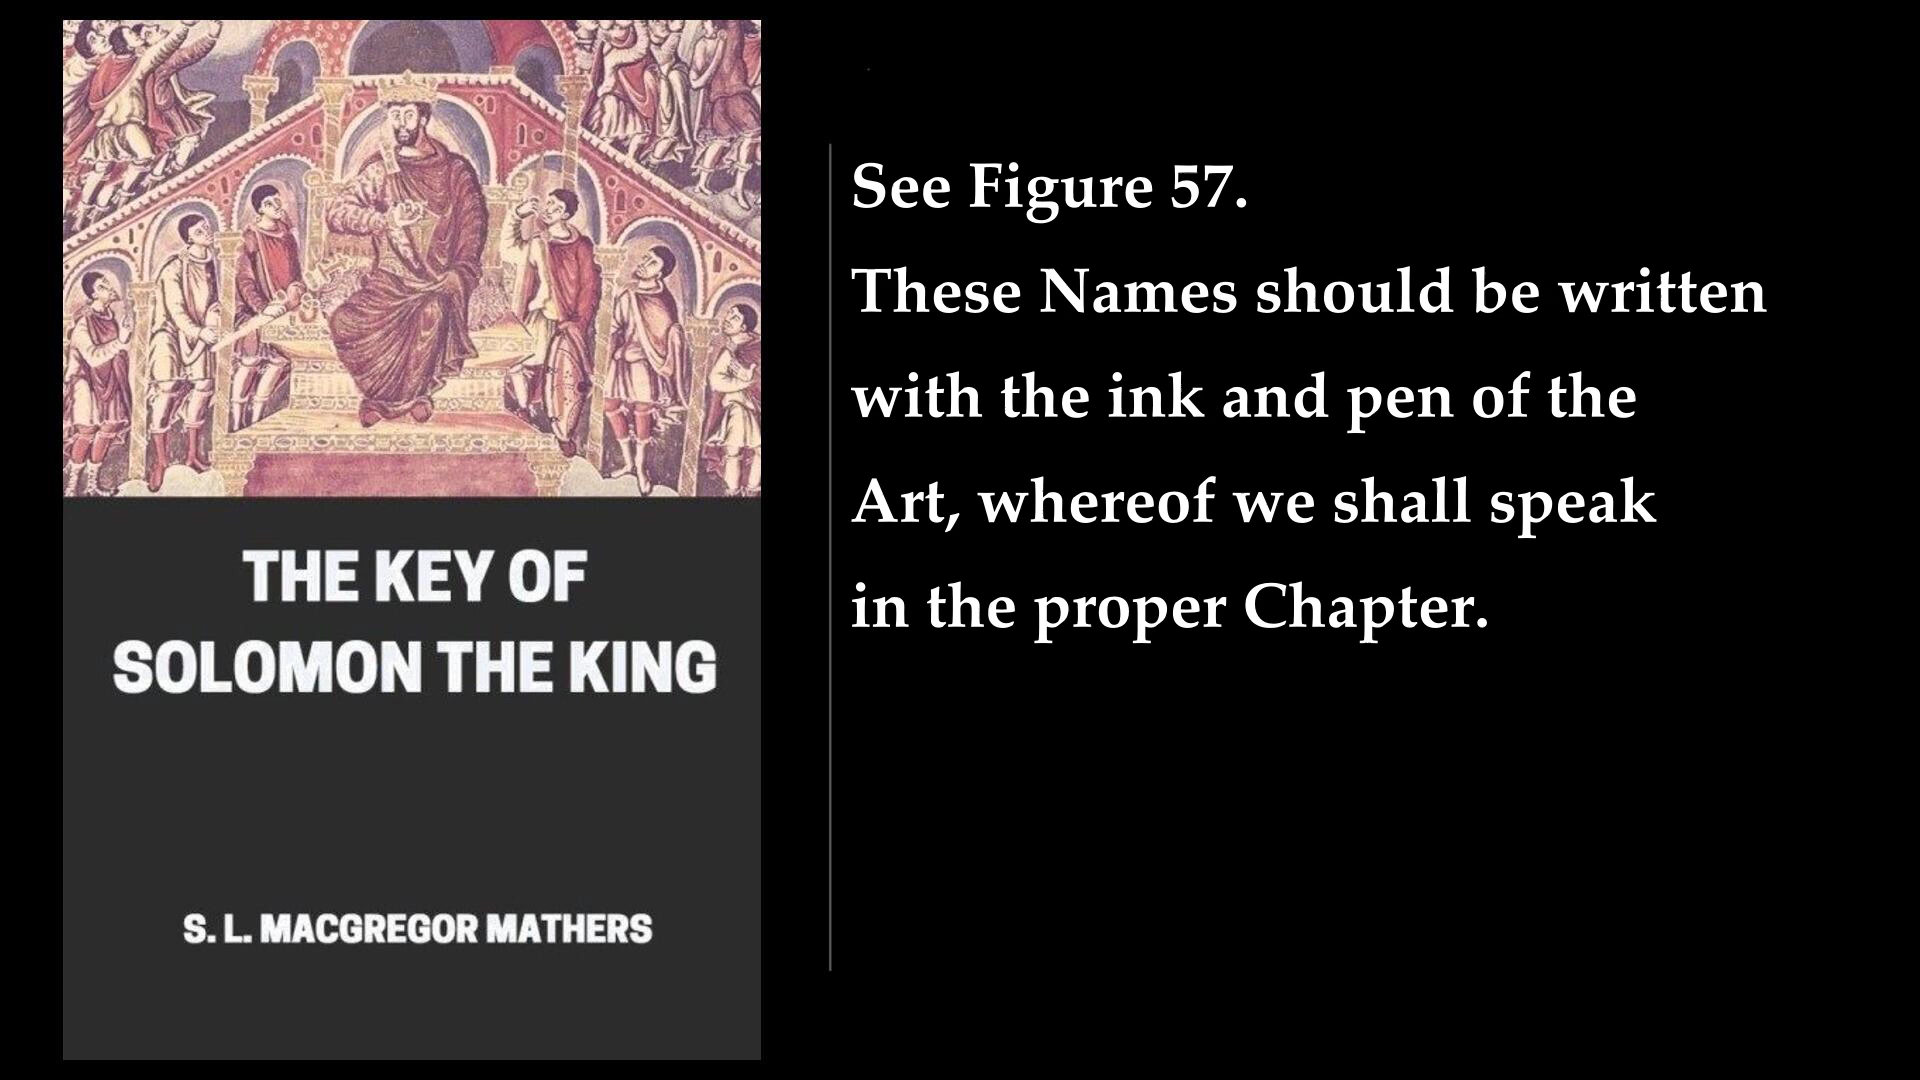 THE KEY OF
SOLOMON THE KING
S. L. MACGREGOR MATHERS
See Figure 57.
These Names should be written
with the ink and pen of the
Art, whereof we shall speak
in the proper Chapter.